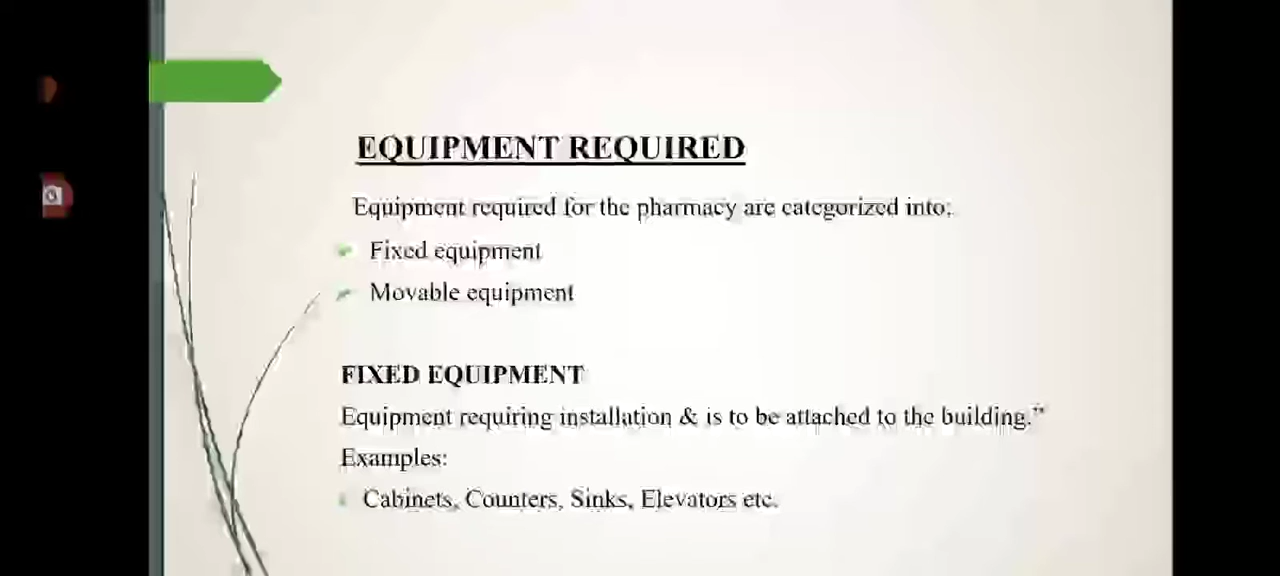 EQUIPMENT REQUIRED
Equipment required for the pharmacy are categorized into:
Fixed equipment
Movable equipment
FIXED EQUIPMENT
Equipment requiring installation & is to be attached to the building.”
Examples:
Cabinets, Counters, Sinks, Elevators etc.